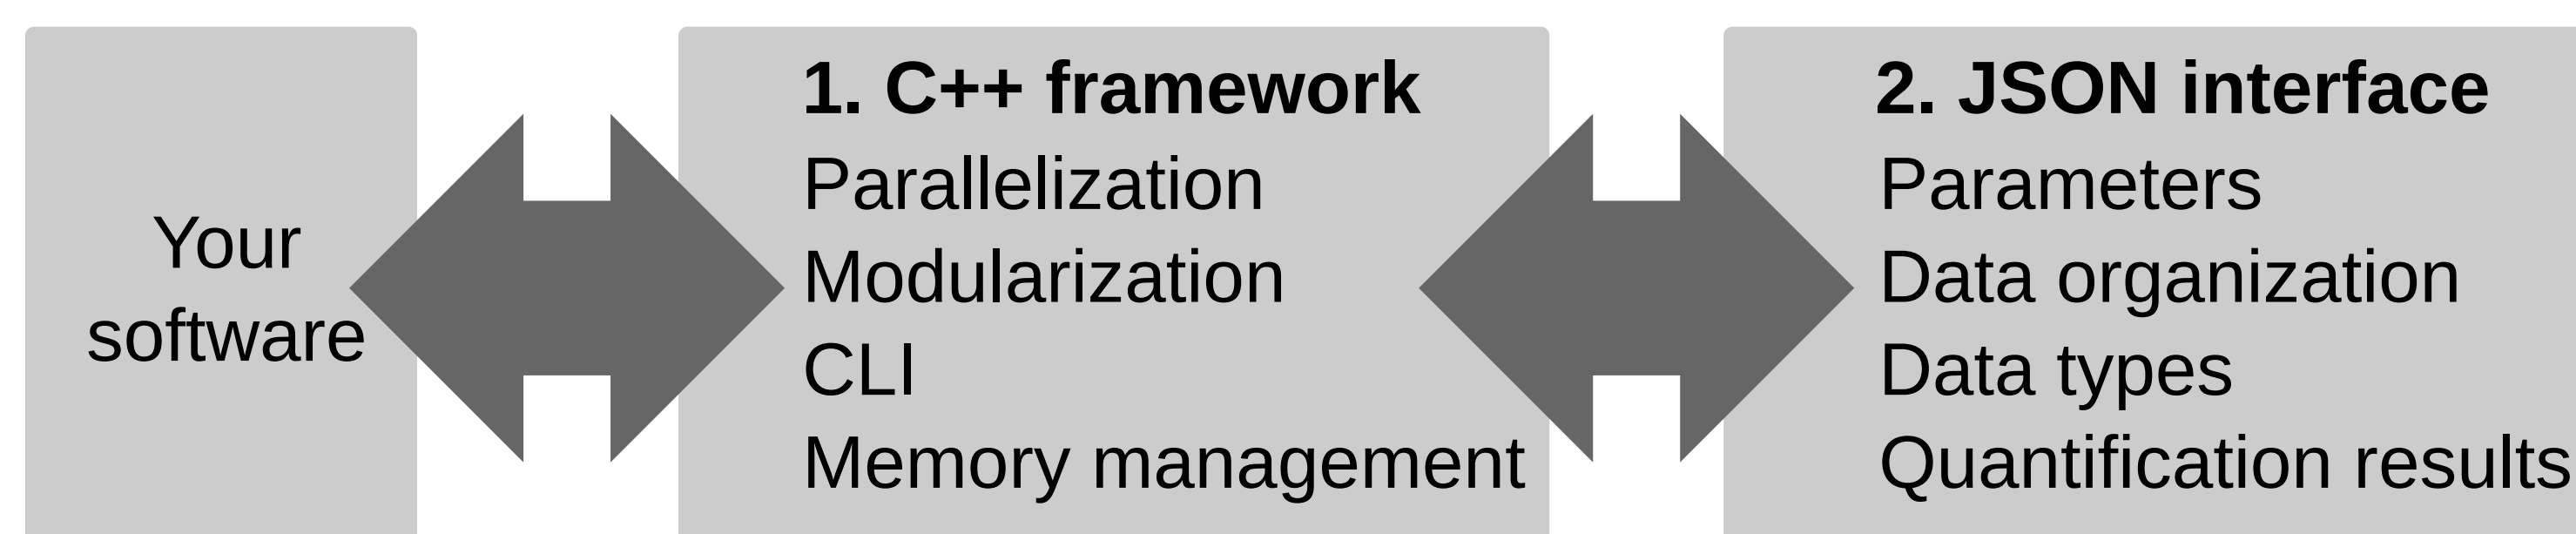 Your
software
1. C++ framework
Parallelization
Modularization
CLI
Memory management
2. JSON interface
Parameters
Data organization
Data types
Quantification results